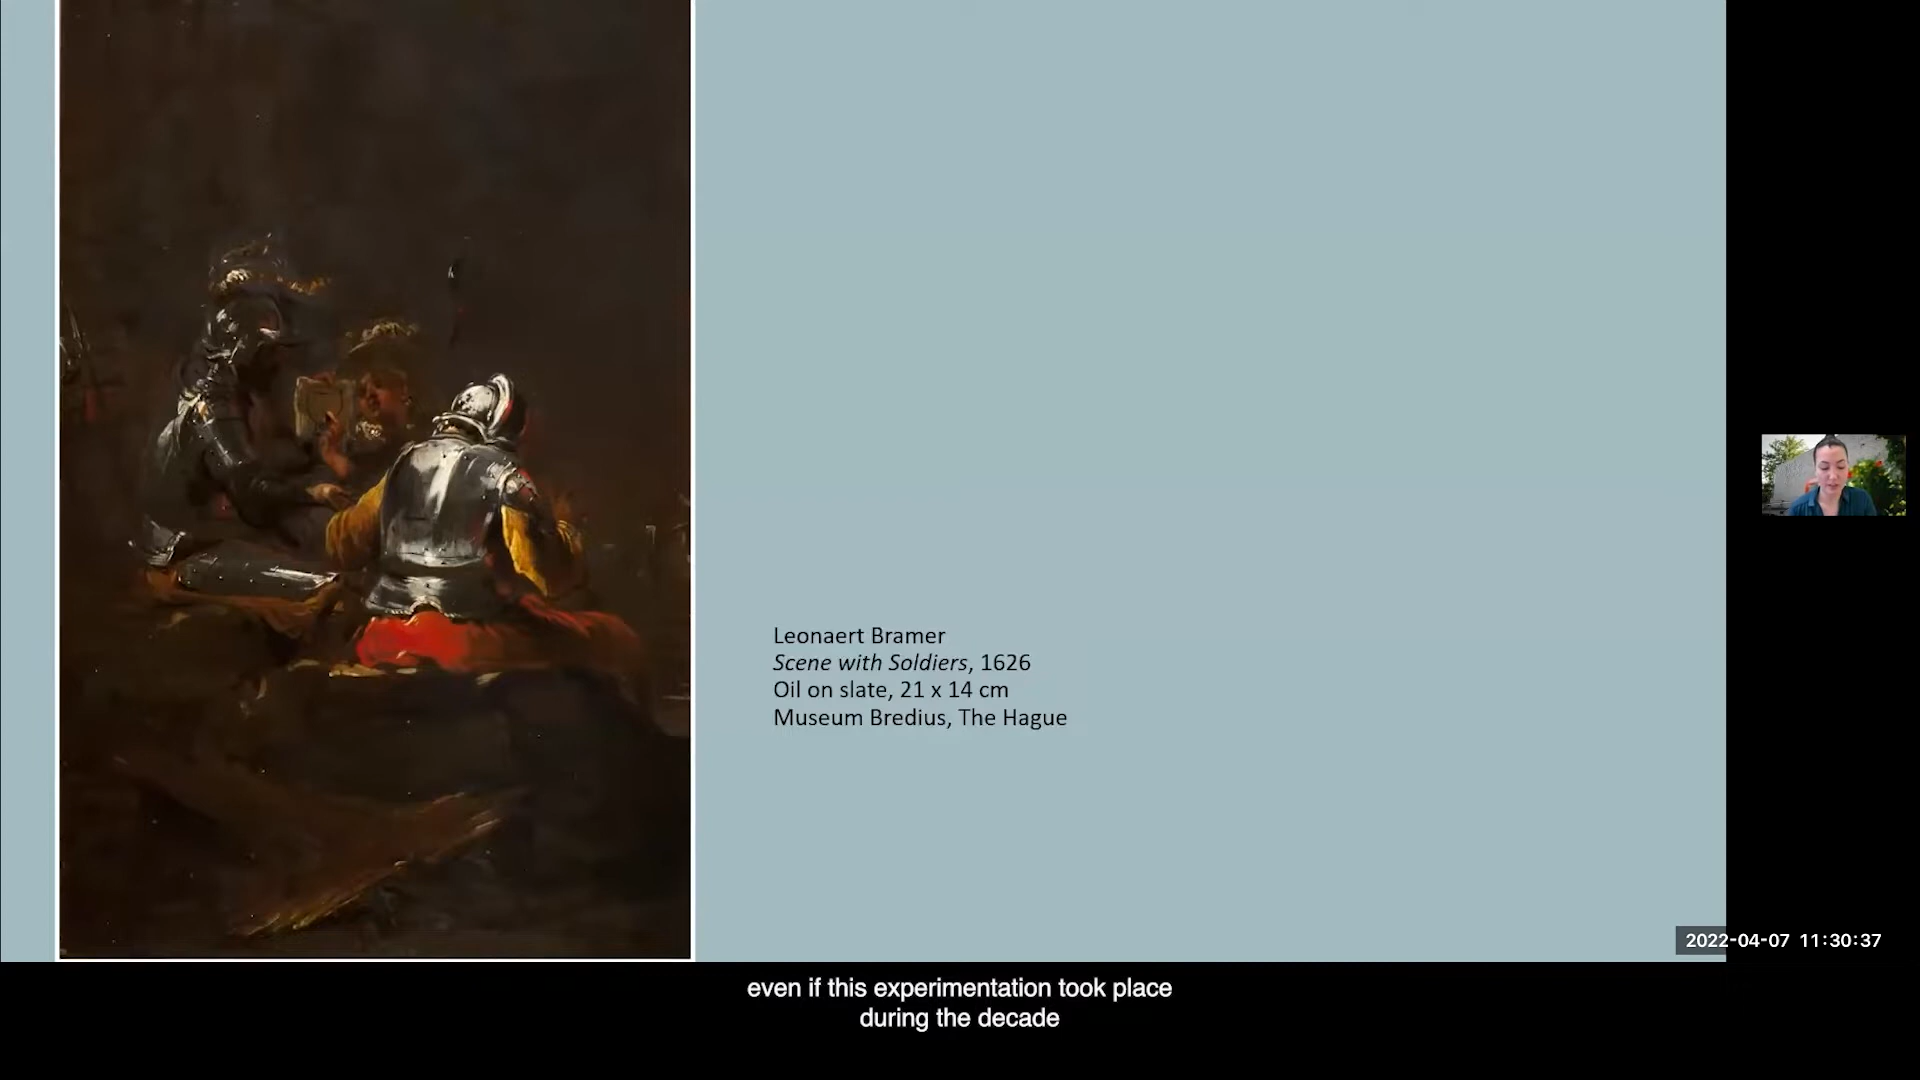 Leonaert Bramer
Scene with Soldiers, 1626
Oil on slate, 21 x 14 cm
Museum Bredius, The Hague
2022-04-07 11:30:37
even if this experimentation took place
during the decade